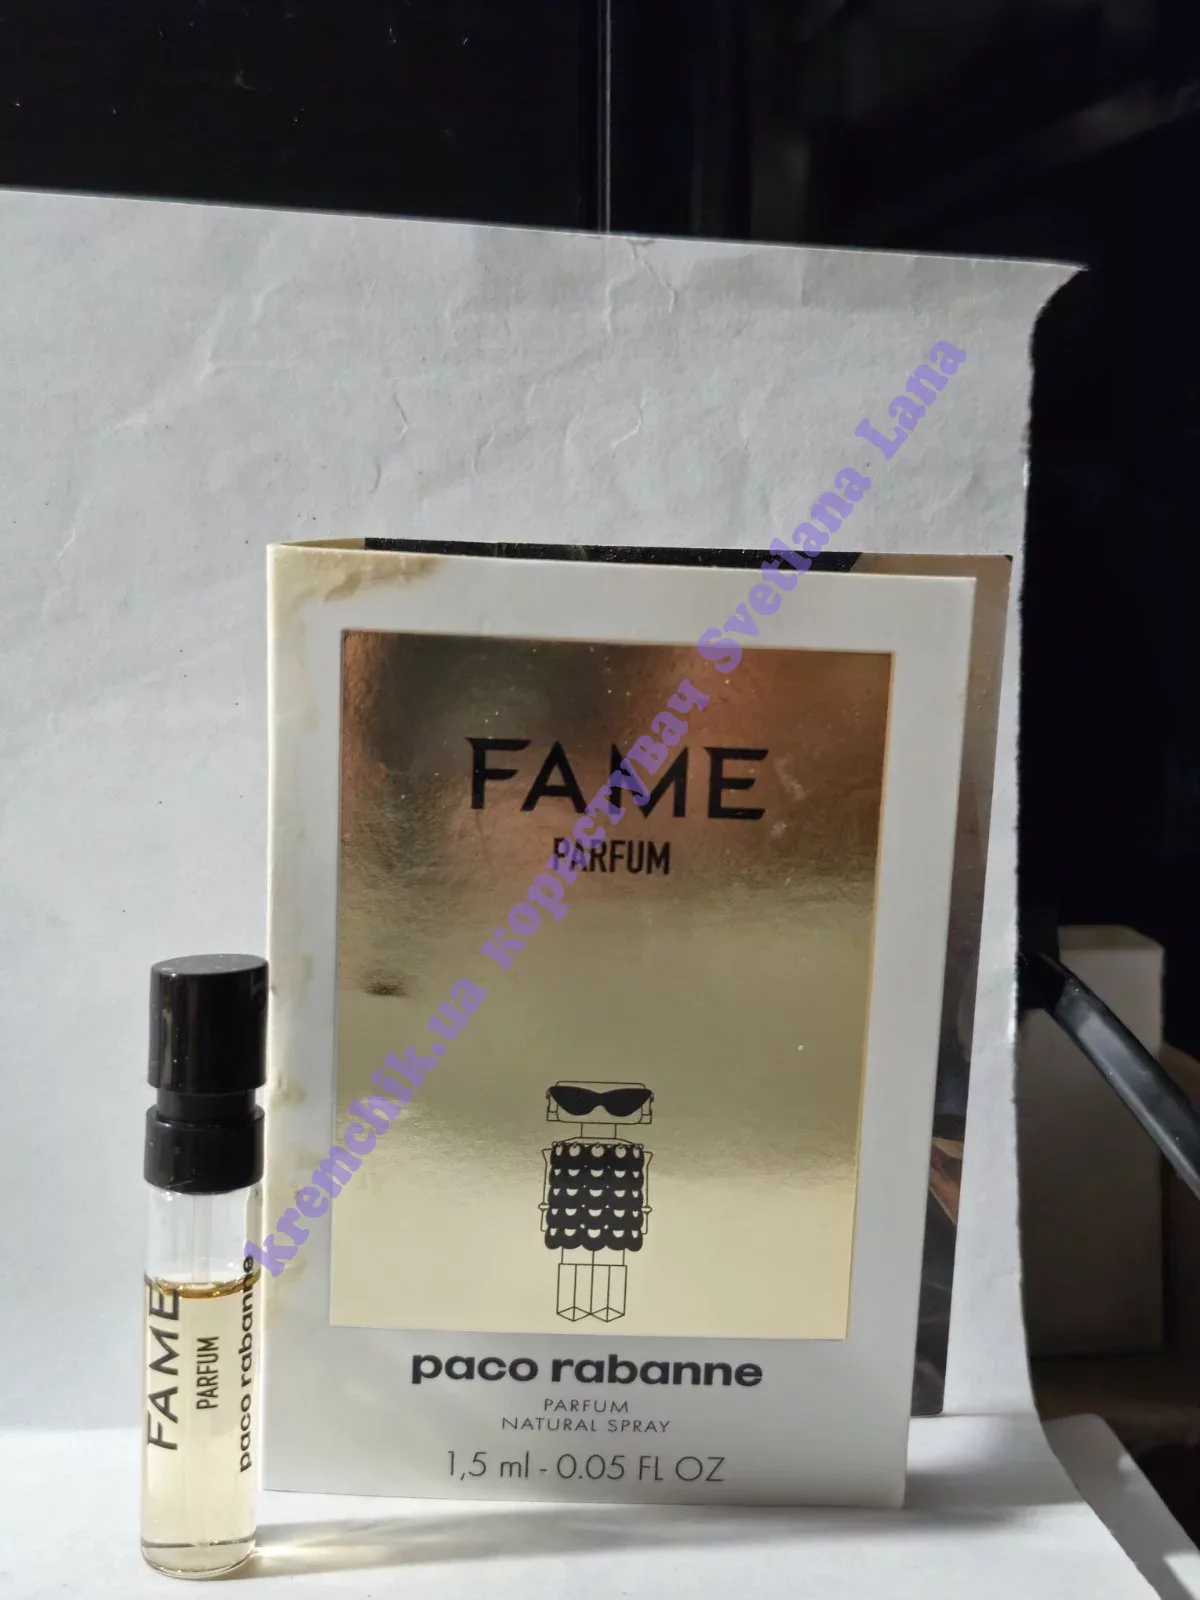 FAME
PARFUM
paco rabanne
PARFUM
NATURAL SPRAY
1,5 ml - 0.05 FL OZ
FAME
PARFUM
paco rabanne
kremchik.ua користувач Svetlana Lana